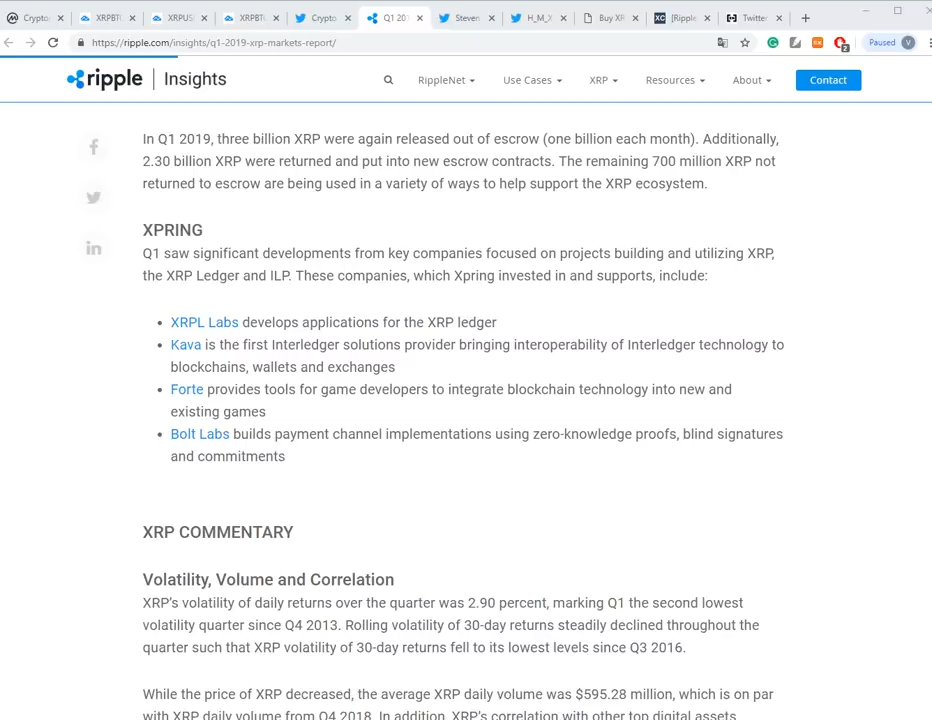 Crypto
XRPBT
XRPUS
XRPBT
Crypto
Q1 201
Steven
H_M_X
Buy XR
XC
[Ripple
Twitter
https://ripple.com/insights/q1-2019-xrp-markets-report/
2
Paused
V
ripple | Insights
RippleNet
Use Cases
XRP
Resources
About
Contact
In Q1 2019, three billion XRP were again released out of escrow (one billion each month). Additionally,
2.30 billion XRP were returned and put into new escrow contracts. The remaining 700 million XRP not
returned to escrow are being used in a variety of ways to help support the XRP ecosystem.
XPRING
Q1 saw significant developments from key companies focused on projects building and utilizing XRP,
the XRP Ledger and ILP. These companies, which Xpring invested in and supports, include:
• XRPL Labs develops applications for the XRP ledger
• Kava is the first Interledger solutions provider bringing interoperability of Interledger technology to
blockchains, wallets and exchanges
• Forte provides tools for game developers to integrate blockchain technology into new and
existing games
• Bolt Labs builds payment channel implementations using zero-knowledge proofs, blind signatures
and commitments
XRP COMMENTARY
Volatility, Volume and Correlation
XRP's volatility of daily returns over the quarter was 2.90 percent, marking Q1 the second lowest
volatility quarter since Q4 2013. Rolling volatility of 30-day returns steadily declined throughout the
quarter such that XRP volatility of 30-day returns fell to its lowest levels since Q3 2016.
While the price of XRP decreased, the average XRP daily volume was $595.28 million, which is on par
with XRP daily volume from Q4 2018. In addition, XRP's correlation with other top digital assets